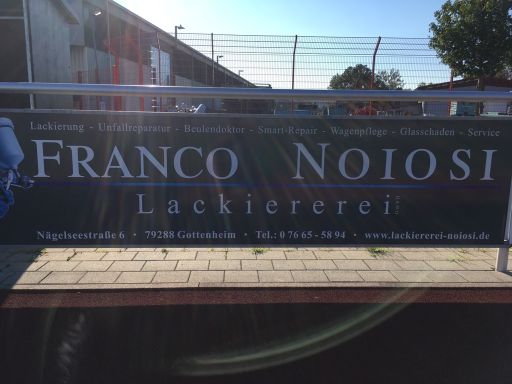 Lackierung - Unfallreparatur - Beulendoktor - Smart-Repair - Wagenpflege - Glasschaden - Service
FRANCO NOIOSI
Lackiererei GmbH
Nägelseestraße 6 • 79288 Gottenheim • Tel.: 0 76 65 - 58 94 • www.lackiererei-noiosi.de